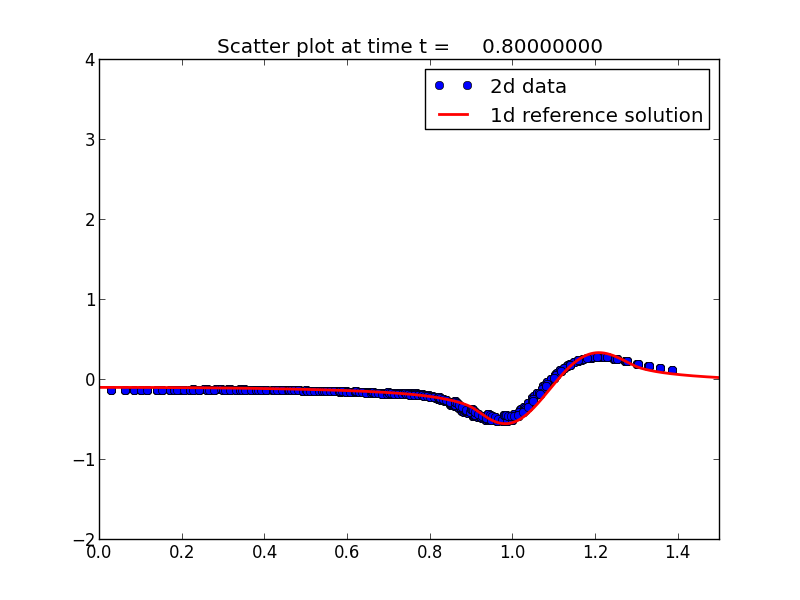 Scatter plot at time t =     0.80000000
4
2d data
1d reference solution
3
2
1
0
−1
−2
0.0 0.2 0.4 0.6 0.8 1.0 1.2 1.4